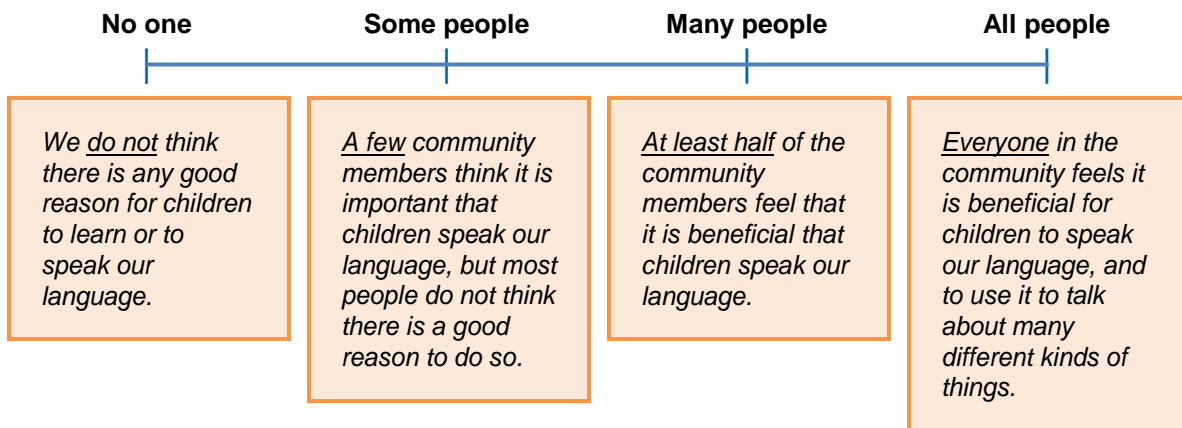 No one
Some people
Many people
All people
We do not think
there is any good
reason for children
to learn or to
speak our
language.
A few community
members think it is
important that
children speak our
language, but most
people do not think
there is a good
reason to do so.
At least half of the
community
members feel that
it is beneficial that
children speak our
language.
Everyone in the
community feels it
is beneficial for
children to speak
our language, and
to use it to talk
about many
different kinds of
things.